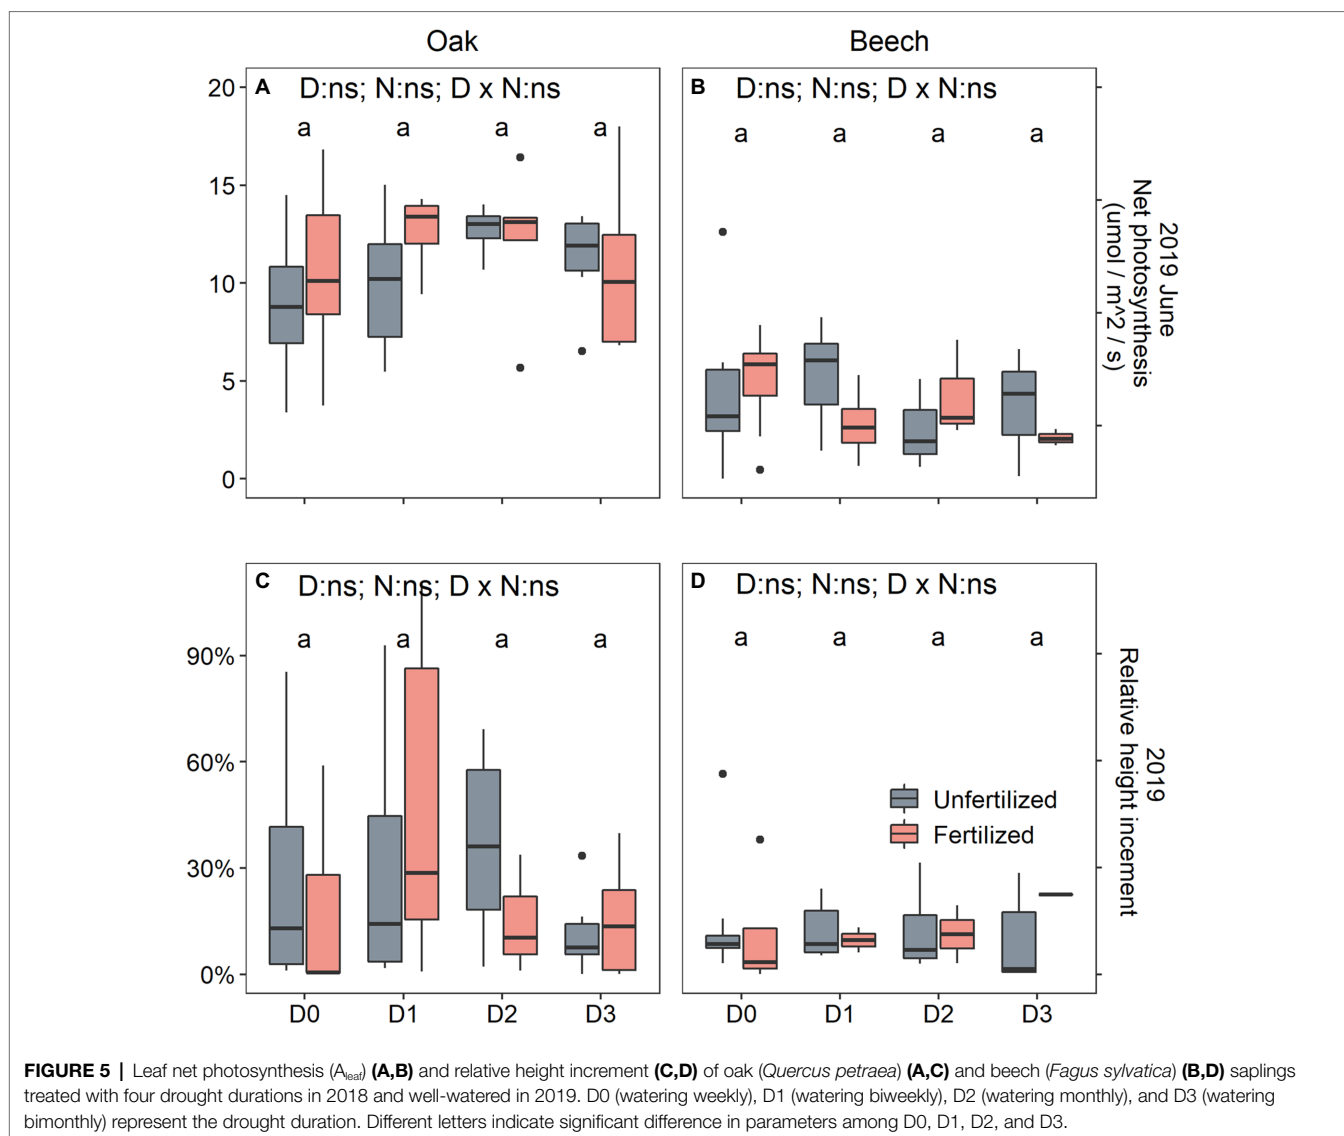 Oak
Beech
20
15
10
5
0
A
D:ns; N:ns; D x N:ns
a a a a
B
D:ns; N:ns; D x N:ns
a a a a
2019 June
Net photosynthesis
(umol / m^2 / s)
90%
60%
30%
0%
C
D:ns; N:ns; D x N:ns
a a a a
D
D:ns; N:ns; D x N:ns
a a a a
Unfertilized
Fertilized
2019
Relative height incement
D0 D1 D2 D3
D0 D1 D2 D3
FIGURE 5 | Leaf net photosynthesis (Aleaf) (A,B) and relative height increment (C,D) of oak (Quercus petraea) (A,C) and beech (Fagus sylvatica) (B,D) saplings
treated with four drought durations in 2018 and well-watered in 2019. D0 (watering weekly), D1 (watering biweekly), D2 (watering monthly), and D3 (watering
bimonthly) represent the drought duration. Different letters indicate significant difference in parameters among D0, D1, D2, and D3.